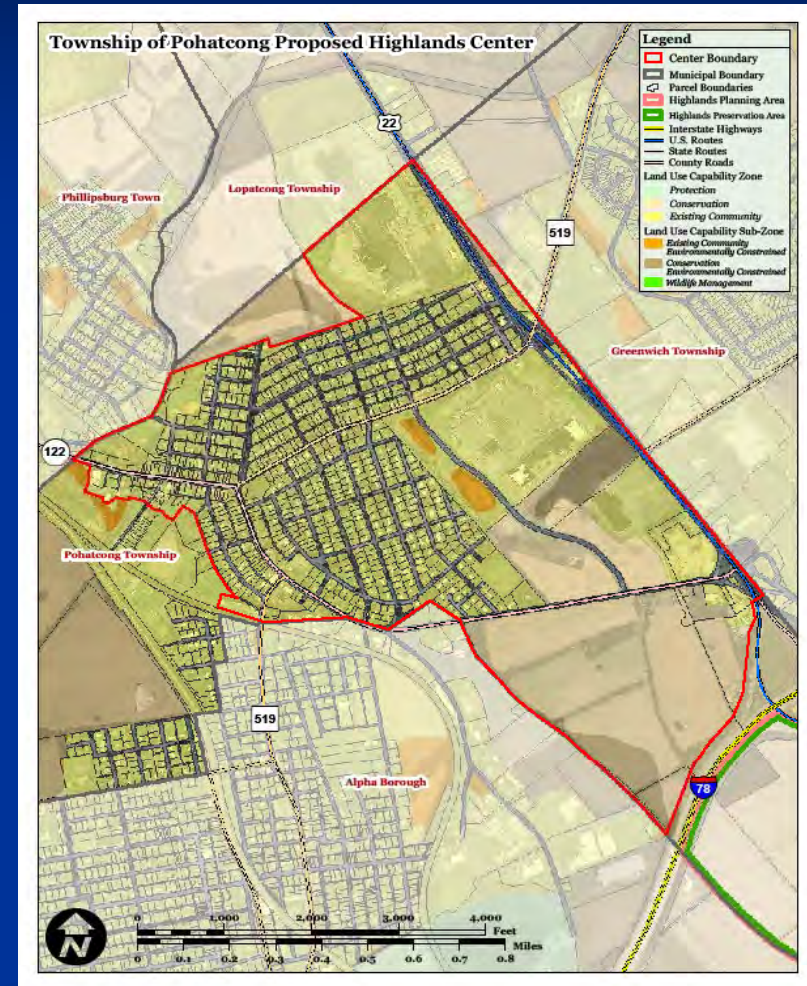 Township of Pohatcong Proposed Highlands Center
Legend
Center Boundary
Municipal Boundary
Parcel Boundaries
Highlands Planning Area
Highlands Preservation Area
Interstate Highways
U.S. Routes
State Routes
County Roads
Land Use Capability Zone
Protection
Conservation
Existing Community
Land Use Capability Sub-Zone
Existing Community
Environmentally Constrained
Conservation
Environmentally Constrained
Wildlife Management
22
Phillipsburg Town
Lopatcong Township
519
Greenwich Township
122
Pohatcong Township
519
Alpha Borough
78
N
0 1,000 2,000 3,000 4,000
Feet
Miles
0 0.1 0.2 0.3 0.4 0.5 0.6 0.7 0.8